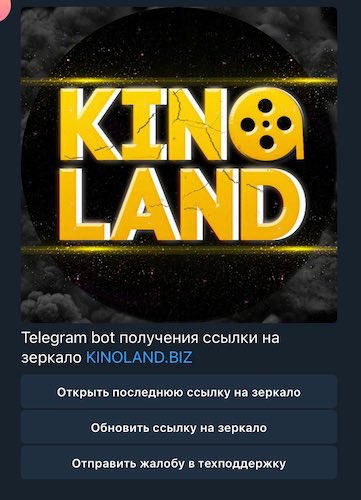 KINO
LAND
Telegram bot получения ссылки на
зеркало KINOLAND.BIZ
Открыть последнюю ссылку на зеркало
Обновить ссылку на зеркало
Отправить жалобу в техподдержку